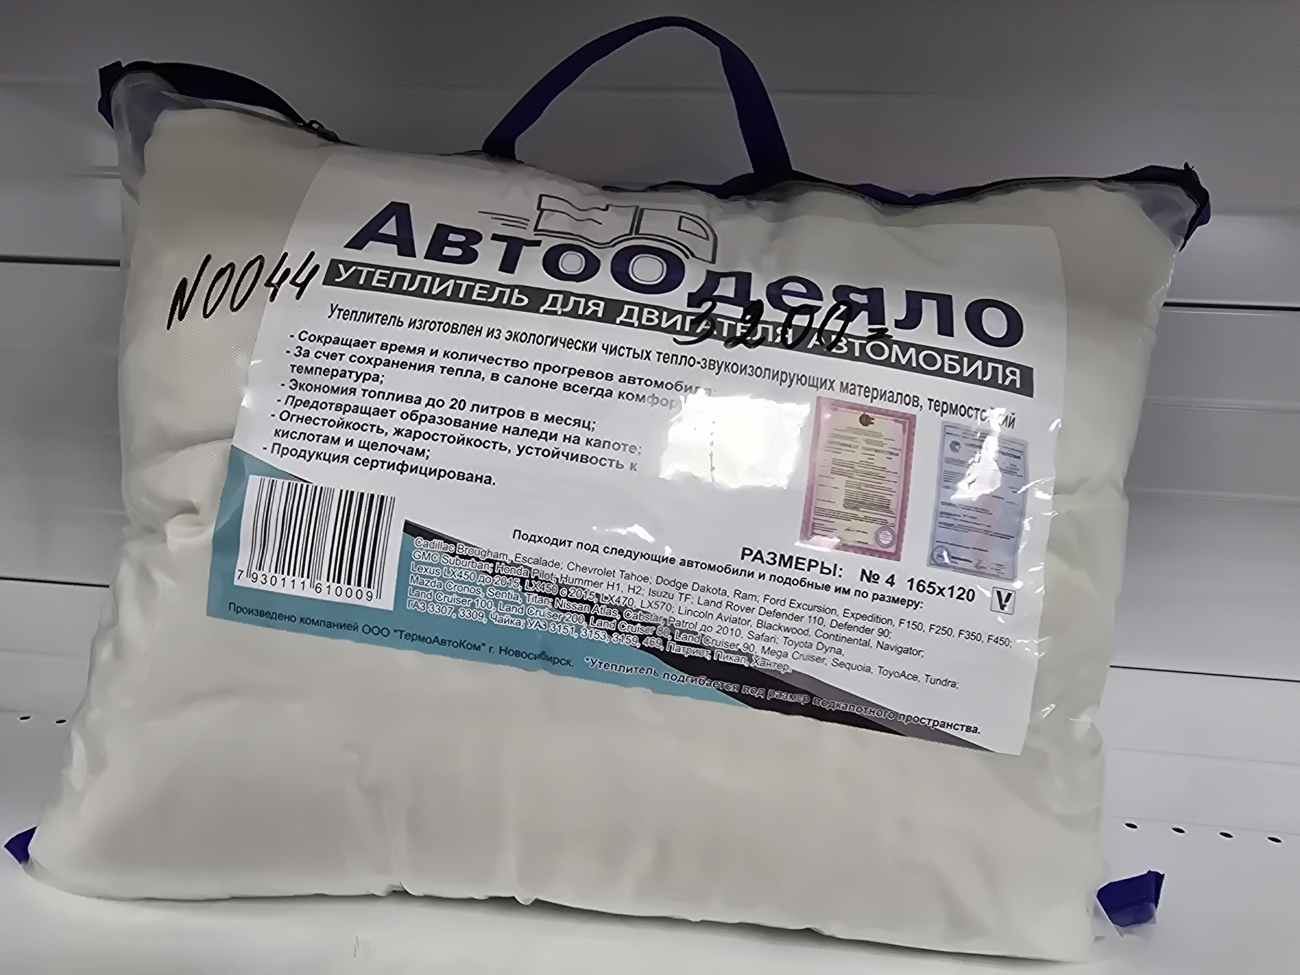 АвтоОдеяло
N0044
УТЕПЛИТЕЛЬ ДЛЯ ДВИГАТЕЛЯ АВТОМОБИЛЯ
3200=
Утеплитель изготовлен из экологически чистых тепло-звукоизолирующих материалов, термостойкий
- Сокращает время и количество прогревов автомобиля;
- За счет сохранения тепла, в салоне всегда комфор
температура;
- Экономия топлива до 20 литров в месяц;
- Предотвращает образование наледи на капоте;
- Огнестойкость, жаростойкость, устойчивость к
кислотам и щелочам;
- Продукция сертифицирована.
РАЗМЕРЫ: № 4 165x120 V
Подходит под следующие автомобили и подобные им по размеру:
Cadillac Brougham, Escalade; Chevrolet Tahoe; Dodge Dakota, Ram; Ford Excursion, Expedition, F150, F250, F350, F450;
GMC Suburban; Honda Pilot; Hummer H1, H2; Isuzu TF; Land Rover Defender 110, Defender 90;
Lexus LX450 до 2015, LX450 с 2015, LX470, LX570; Lincoln Aviator, Blackwood, Continental, Navigator;
Mazda Cronos, Sentia, Titan; Nissan Atlas, Cabstar, Patrol до 2010, Safari; Toyota Dyna,
Land Cruiser 100, Land Cruiser 200, Land Cruiser 80, Land Cruiser 90, Mega Cruiser, Sequoia, ToyoAce, Tundra;
ГАЗ 3307, 3309, Чайка; УАЗ 3151, 3153, 3159, 469, Патриот, Пикап, Хантер.
7 930111 610009
Произведено компанией ООО "ТермоАвтоКом" г. Новосибирск.
*Утеплитель подгибается под размер подкапотного пространства.